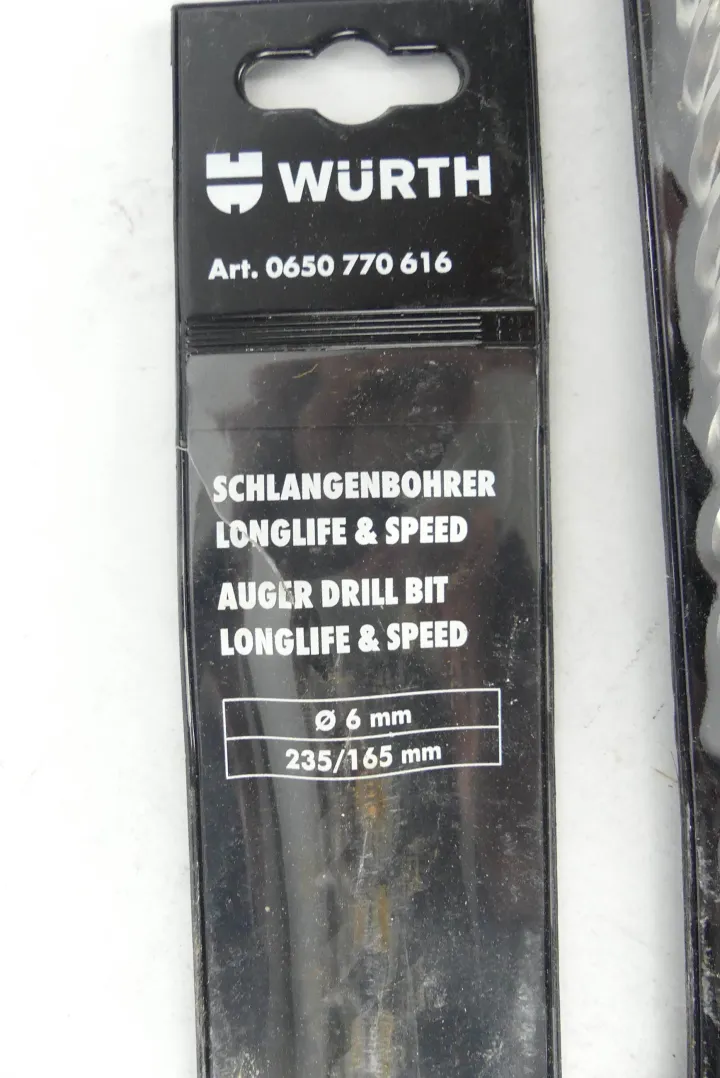 WÜRTH
Art. 0650 770 616
SCHLANGENBOHRER
LONGLIFE & SPEED
AUGER DRILL BIT
LONGLIFE & SPEED
Ø 6 mm
235/165 mm